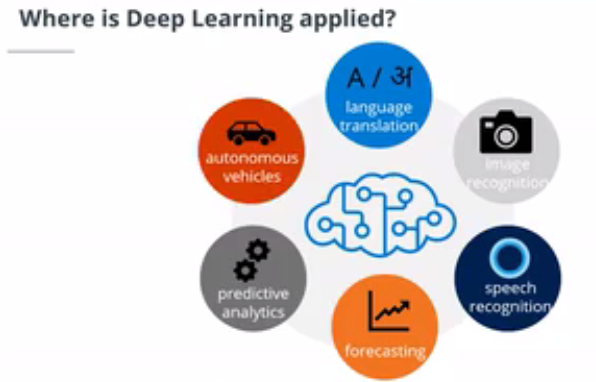 Where is Deep Learning applied?
A / अ
language
translation
image
recognition
speech
recognition
forecasting
predictive
analytics
autonomous
vehicles